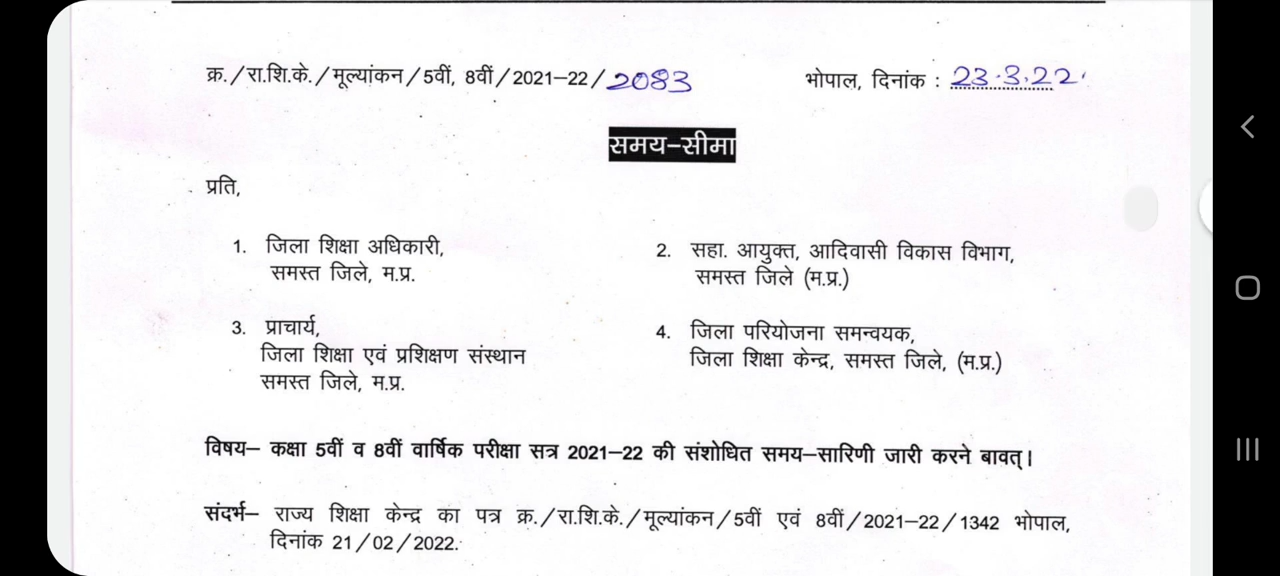 क्र./रा.शि.के./मूल्यांकन/5वीं, 8वीं/2021–22/2083 भोपाल, दिनांक : 23.3.22
समय–सीमा
प्रति,
1. जिला शिक्षा अधिकारी,
समस्त जिले, म.प्र.
2. सहा. आयुक्त, आदिवासी विकास विभाग,
समस्त जिले (म.प्र.)
3. प्राचार्य,
जिला शिक्षा एवं प्रशिक्षण संस्थान
समस्त जिले, म.प्र.
4. जिला परियोजना समन्वयक,
जिला शिक्षा केन्द्र, समस्त जिले, (म.प्र.)
विषय– कक्षा 5वीं व 8वीं वार्षिक परीक्षा सत्र 2021–22 की संशोधित समय–सारिणी जारी करने बावत्।
संदर्भ– राज्य शिक्षा केन्द्र का पत्र क्र./रा.शि.के./मूल्यांकन/5वीं एवं 8वीं/2021–22/1342 भोपाल,
दिनांक 21/02/2022.